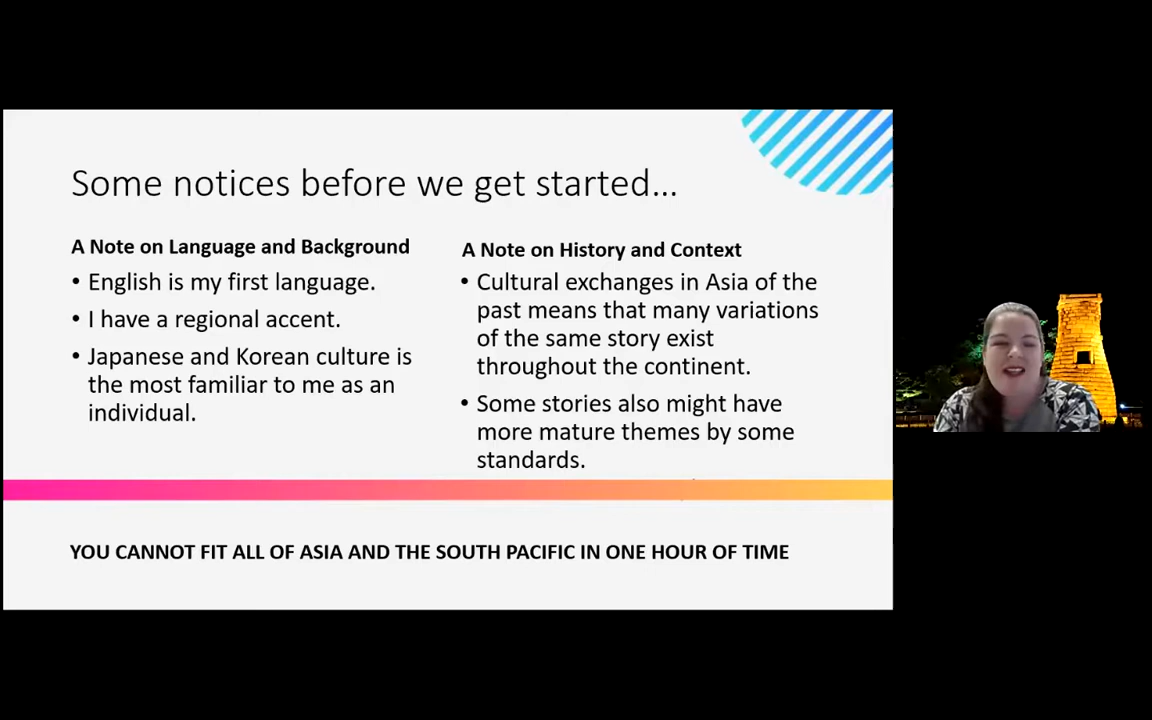 Some notices before we get started...
A Note on Language and Background
• English is my first language.
• I have a regional accent.
• Japanese and Korean culture is
the most familiar to me as an
individual.
A Note on History and Context
• Cultural exchanges in Asia of the
past means that many variations
of the same story exist
throughout the continent.
• Some stories also might have
more mature themes by some
standards.
YOU CANNOT FIT ALL OF ASIA AND THE SOUTH PACIFIC IN ONE HOUR OF TIME